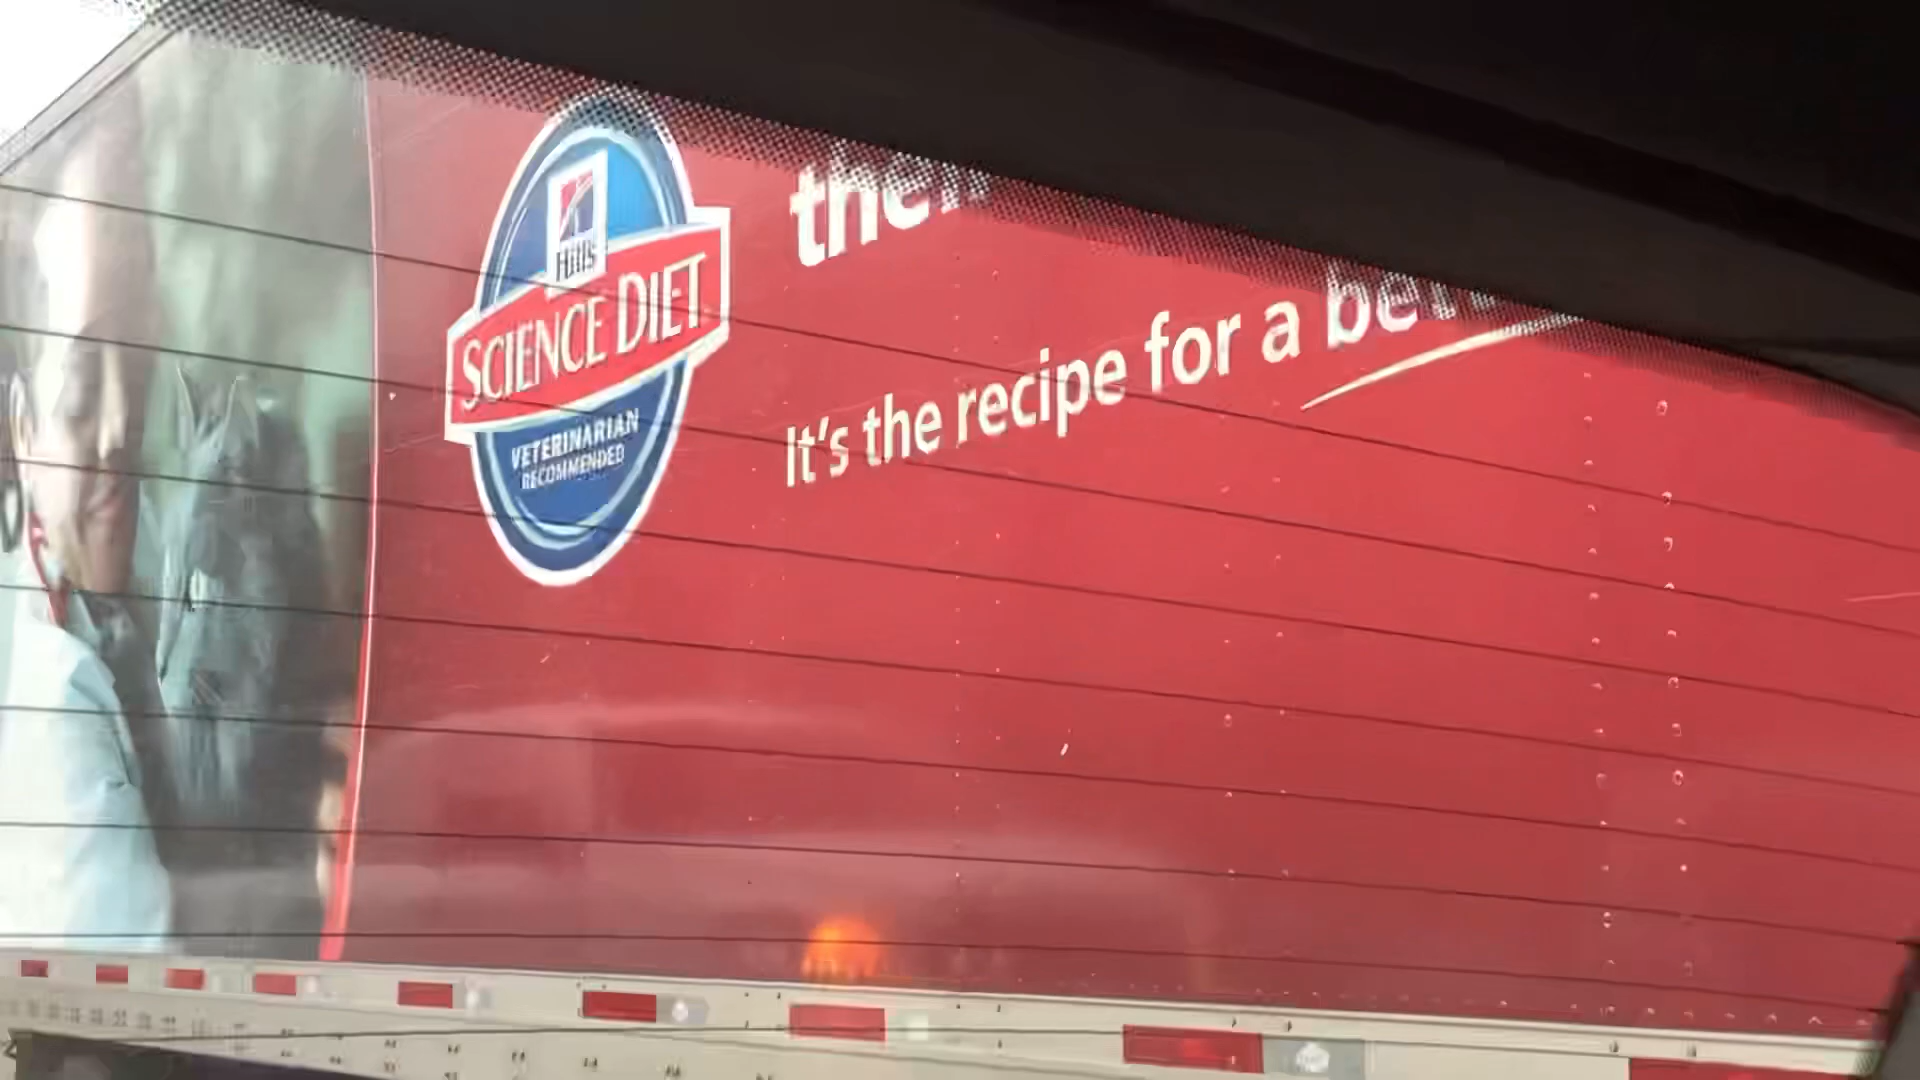 Hill's
SCIENCE DIET
VETERINARIAN
RECOMMENDED
It's the recipe for a